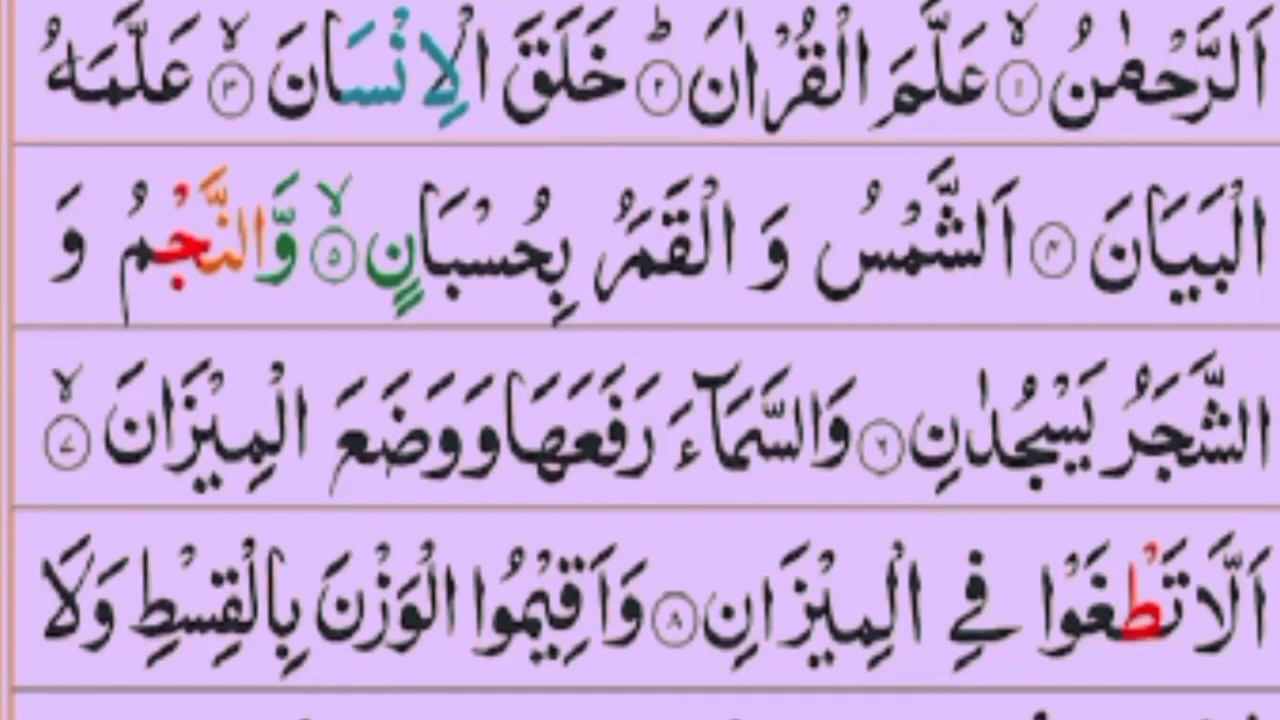 اَلرَّحْمٰنُ ۙ﴿۱﴾ عَلَّمَ الْقُرْاٰنَ ؕ﴿۲﴾ خَلَقَ الْاِنْسَانَ ۙ﴿۳﴾ عَلَّمَهُ
الْبَيَانَ ﴿۴﴾ اَلشَّمْسُ وَ الْقَمَرُ بِحُسْبَانٍ ۙ﴿۵﴾ وَّالنَّجْمُ وَ
الشَّجَرُ يَسْجُدٰنِ ﴿۶﴾ وَالسَّمَآءَ رَفَعَهَاوَوَضَعَ الْمِيْزَانَ ۙ﴿۷﴾
اَلَّا تَطْغَوْا فِي الْمِيْزَانِ ﴿۸﴾ وَاَقِيْمُوا الْوَزْنَ بِالْقِسْطِ وَلَا